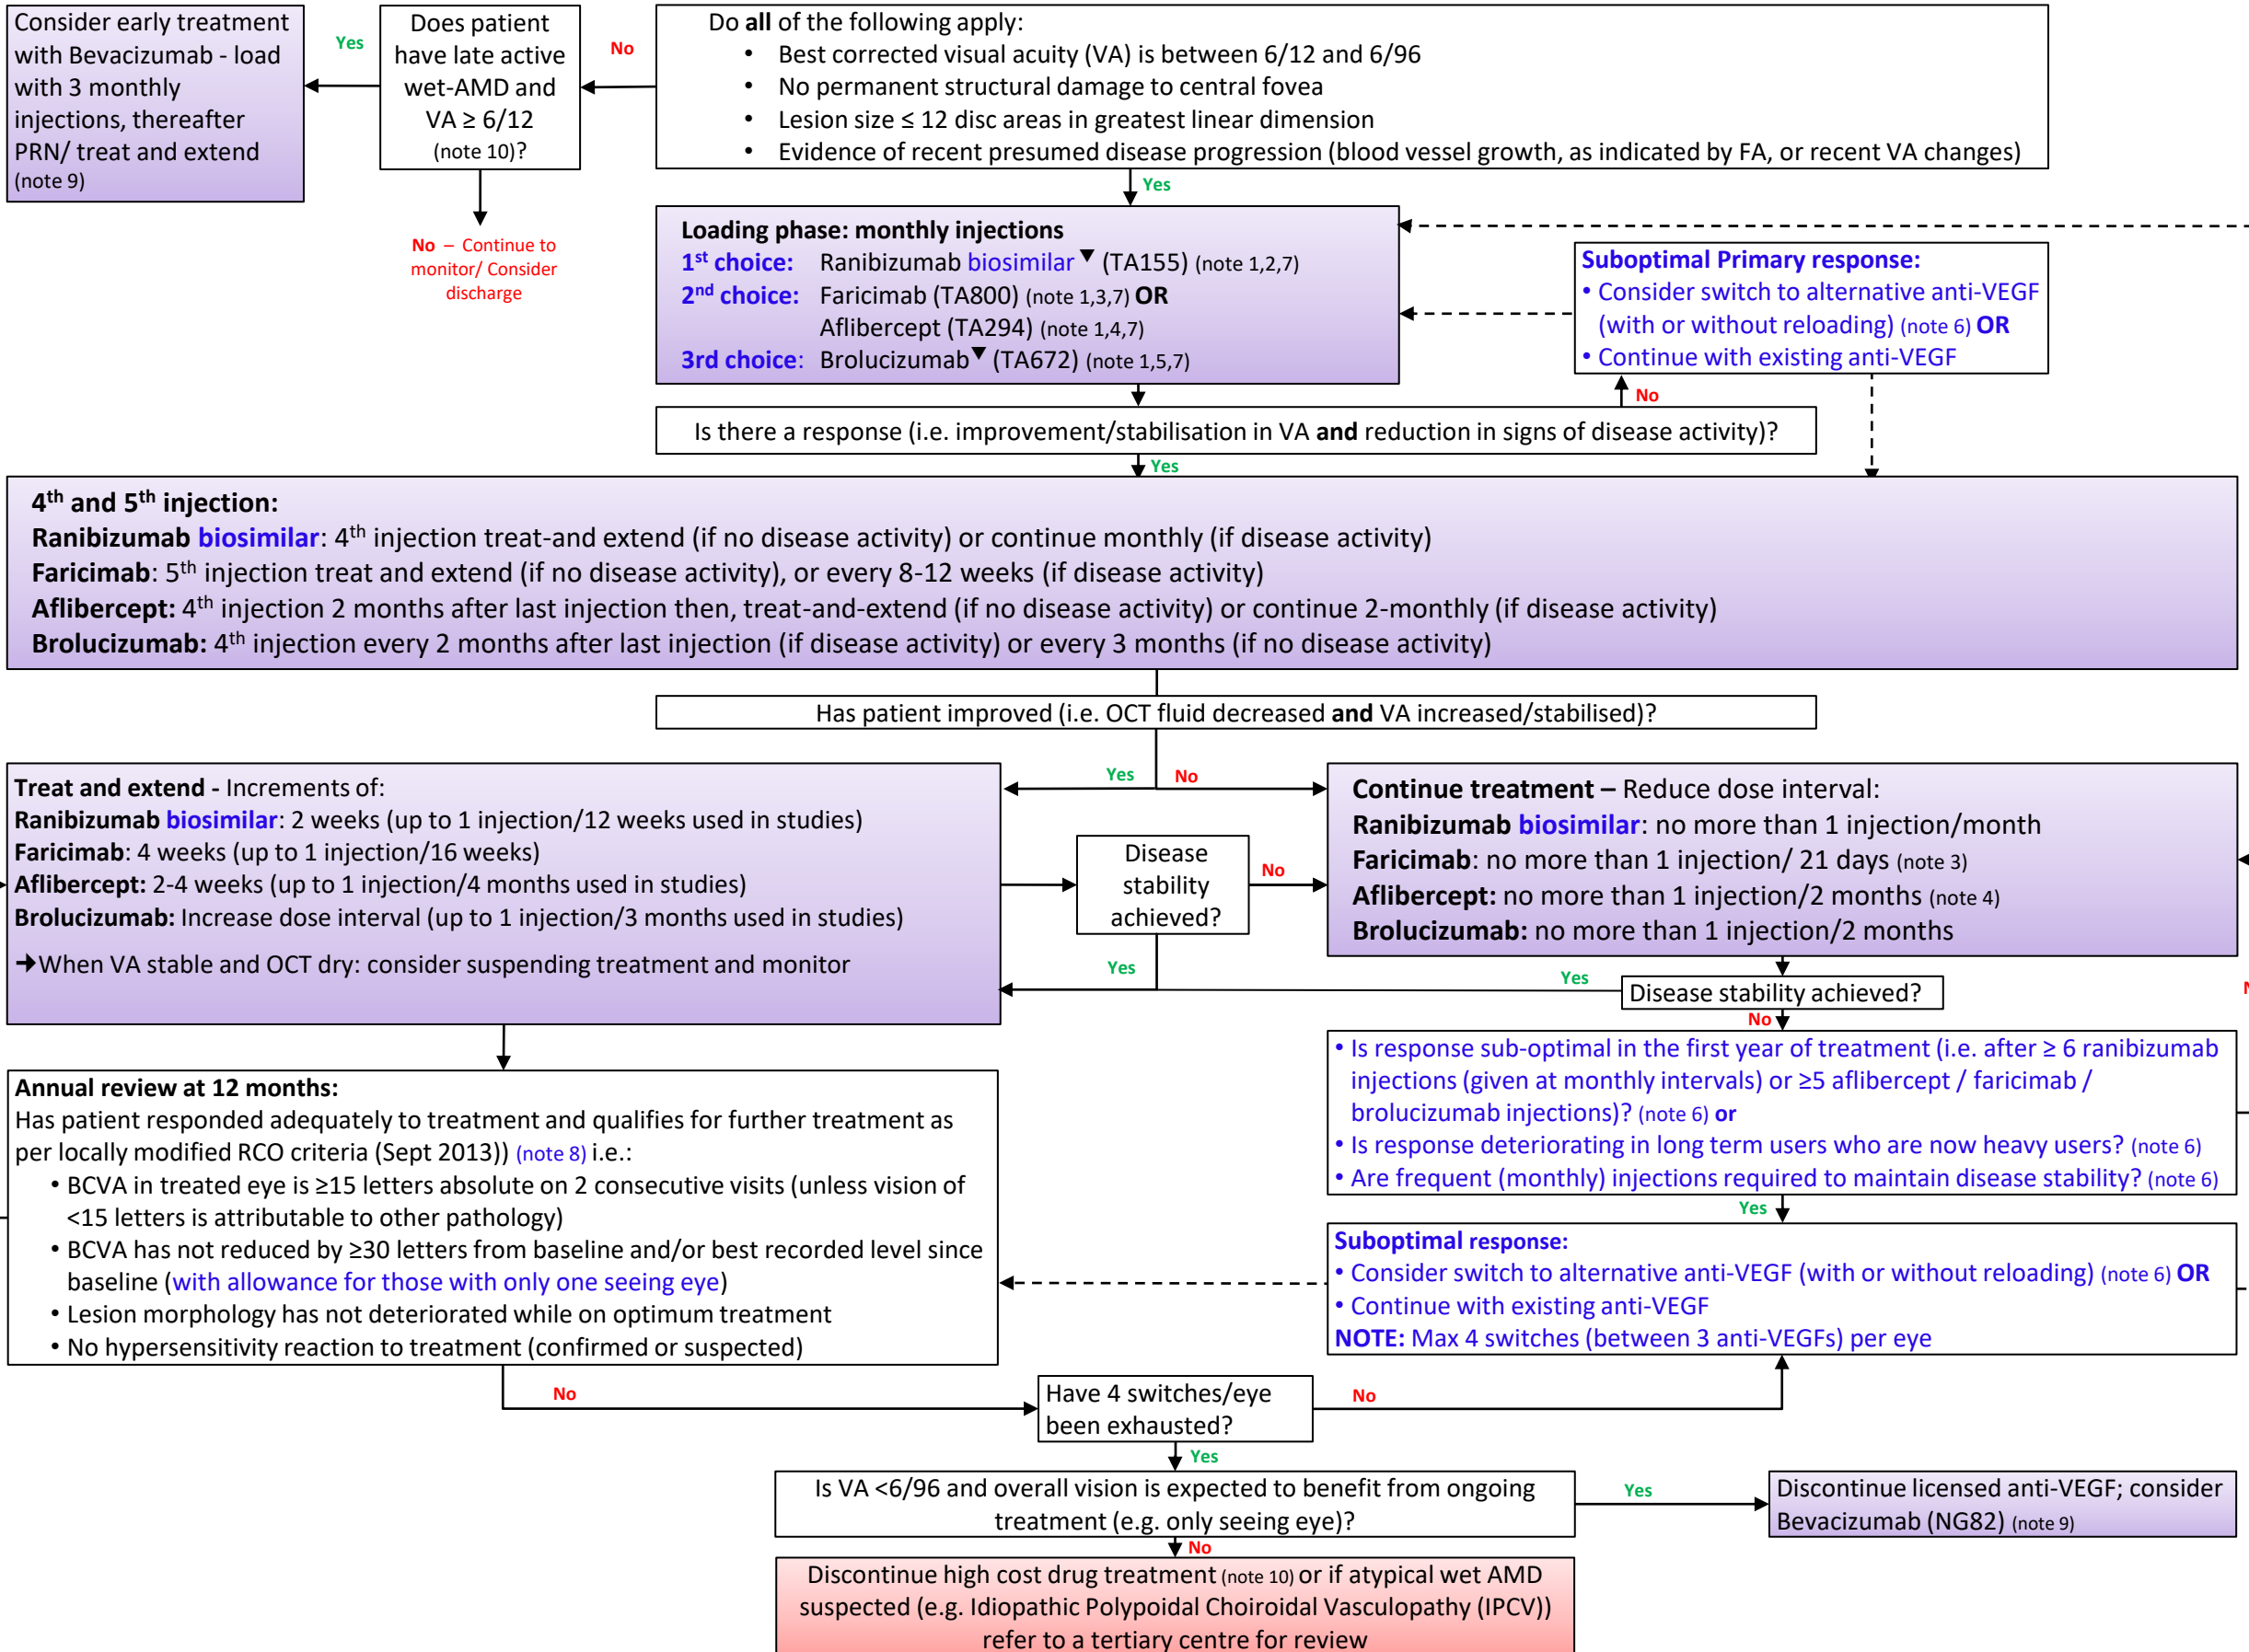 Consider early treatment
with Bevacizumab - load
with 3 monthly
injections, thereafter
PRN/ treat and extend
(note 9)
Yes
Does patient
have late active
wet-AMD and
VA ≥ 6/12
(note 10)?
No
Do all of the following apply:
• Best corrected visual acuity (VA) is between 6/12 and 6/96
• No permanent structural damage to central fovea
• Lesion size ≤ 12 disc areas in greatest linear dimension
• Evidence of recent presumed disease progression (blood vessel growth, as indicated by FA, or recent VA changes)
No – Continue to
monitor/ Consider
discharge
Yes
Loading phase: monthly injections
1st choice: Ranibizumab biosimilar▼ (TA155) (note 1,2,7)
2nd choice: Faricimab (TA800) (note 1,3,7) OR
Aflibercept (TA294) (note 1,4,7)
3rd choice: Brolucizumab▼ (TA672) (note 1,5,7)
Suboptimal Primary response:
• Consider switch to alternative anti-VEGF
(with or without reloading) (note 6) OR
• Continue with existing anti-VEGF
No
Is there a response (i.e. improvement/stabilisation in VA and reduction in signs of disease activity)?
Yes
4th and 5th injection:
Ranibizumab biosimilar: 4th injection treat-and extend (if no disease activity) or continue monthly (if disease activity)
Faricimab: 5th injection treat and extend (if no disease activity), or every 8-12 weeks (if disease activity)
Aflibercept: 4th injection 2 months after last injection then, treat-and-extend (if no disease activity) or continue 2-monthly (if disease activity)
Brolucizumab: 4th injection every 2 months after last injection (if disease activity) or every 3 months (if no disease activity)
Has patient improved (i.e. OCT fluid decreased and VA increased/stabilised)?
Yes
No
Treat and extend - Increments of:
Ranibizumab biosimilar: 2 weeks (up to 1 injection/12 weeks used in studies)
Faricimab: 4 weeks (up to 1 injection/16 weeks)
Aflibercept: 2-4 weeks (up to 1 injection/4 months used in studies)
Brolucizumab: Increase dose interval (up to 1 injection/3 months used in studies)
➔When VA stable and OCT dry: consider suspending treatment and monitor
Disease
stability
achieved?
No
Yes
Continue treatment – Reduce dose interval:
Ranibizumab biosimilar: no more than 1 injection/month
Faricimab: no more than 1 injection/ 21 days (note 3)
Aflibercept: no more than 1 injection/2 months (note 4)
Brolucizumab: no more than 1 injection/2 months
Yes
Disease stability achieved?
No
• Is response sub-optimal in the first year of treatment (i.e. after ≥ 6 ranibizumab
injections (given at monthly intervals) or ≥5 aflibercept / faricimab /
brolucizumab injections)? (note 6) or
• Is response deteriorating in long term users who are now heavy users? (note 6)
• Are frequent (monthly) injections required to maintain disease stability? (note 6)
Yes
Annual review at 12 months:
Has patient responded adequately to treatment and qualifies for further treatment as
per locally modified RCO criteria (Sept 2013)) (note 8) i.e.:
• BCVA in treated eye is ≥15 letters absolute on 2 consecutive visits (unless vision of
<15 letters is attributable to other pathology)
• BCVA has not reduced by ≥30 letters from baseline and/or best recorded level since
baseline (with allowance for those with only one seeing eye)
• Lesion morphology has not deteriorated while on optimum treatment
• No hypersensitivity reaction to treatment (confirmed or suspected)
Suboptimal response:
• Consider switch to alternative anti-VEGF (with or without reloading) (note 6) OR
• Continue with existing anti-VEGF
NOTE: Max 4 switches (between 3 anti-VEGFs) per eye
No
Have 4 switches/eye
been exhausted?
No
Yes
Is VA <6/96 and overall vision is expected to benefit from ongoing
treatment (e.g. only seeing eye)?
Yes
Discontinue licensed anti-VEGF; consider
Bevacizumab (NG82) (note 9)
No
Discontinue high cost drug treatment (note 10) or if atypical wet AMD
suspected (e.g. Idiopathic Polypoidal Choiroidal Vasculopathy (IPCV))
refer to a tertiary centre for review